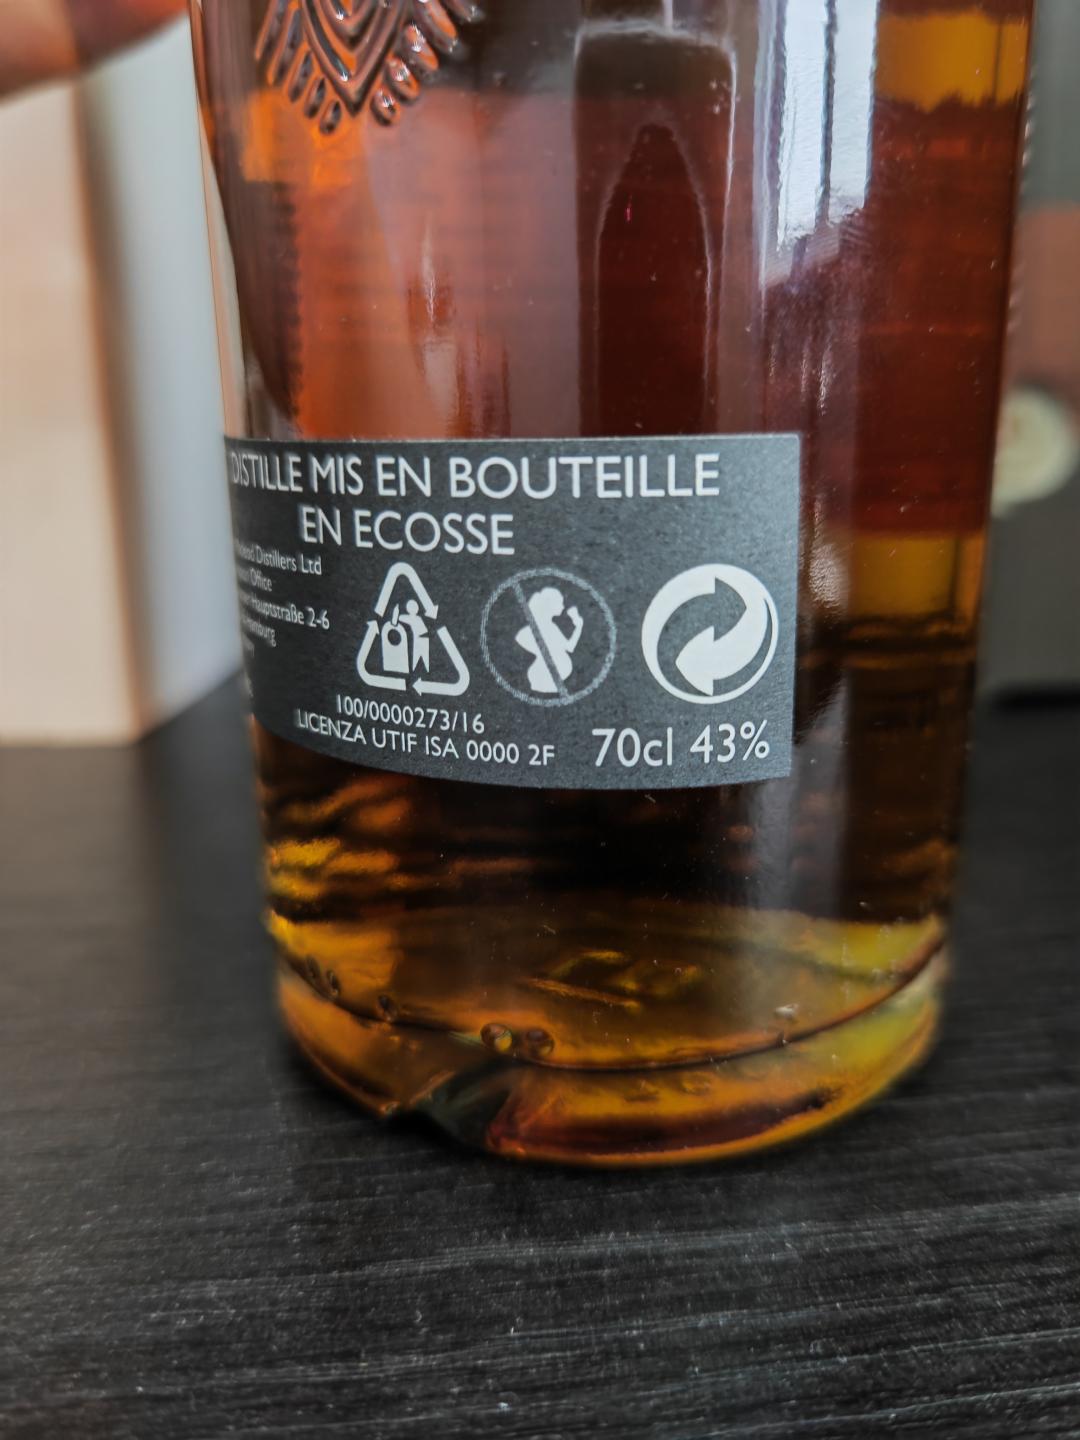 DISTILLE MIS EN BOUTEILLE
EN ECOSSE
Distillers Ltd
Office
Hauptstraße 2-6
100/0000273/16
LICENZA UTIF ISA 0000 2F
70cl 43%